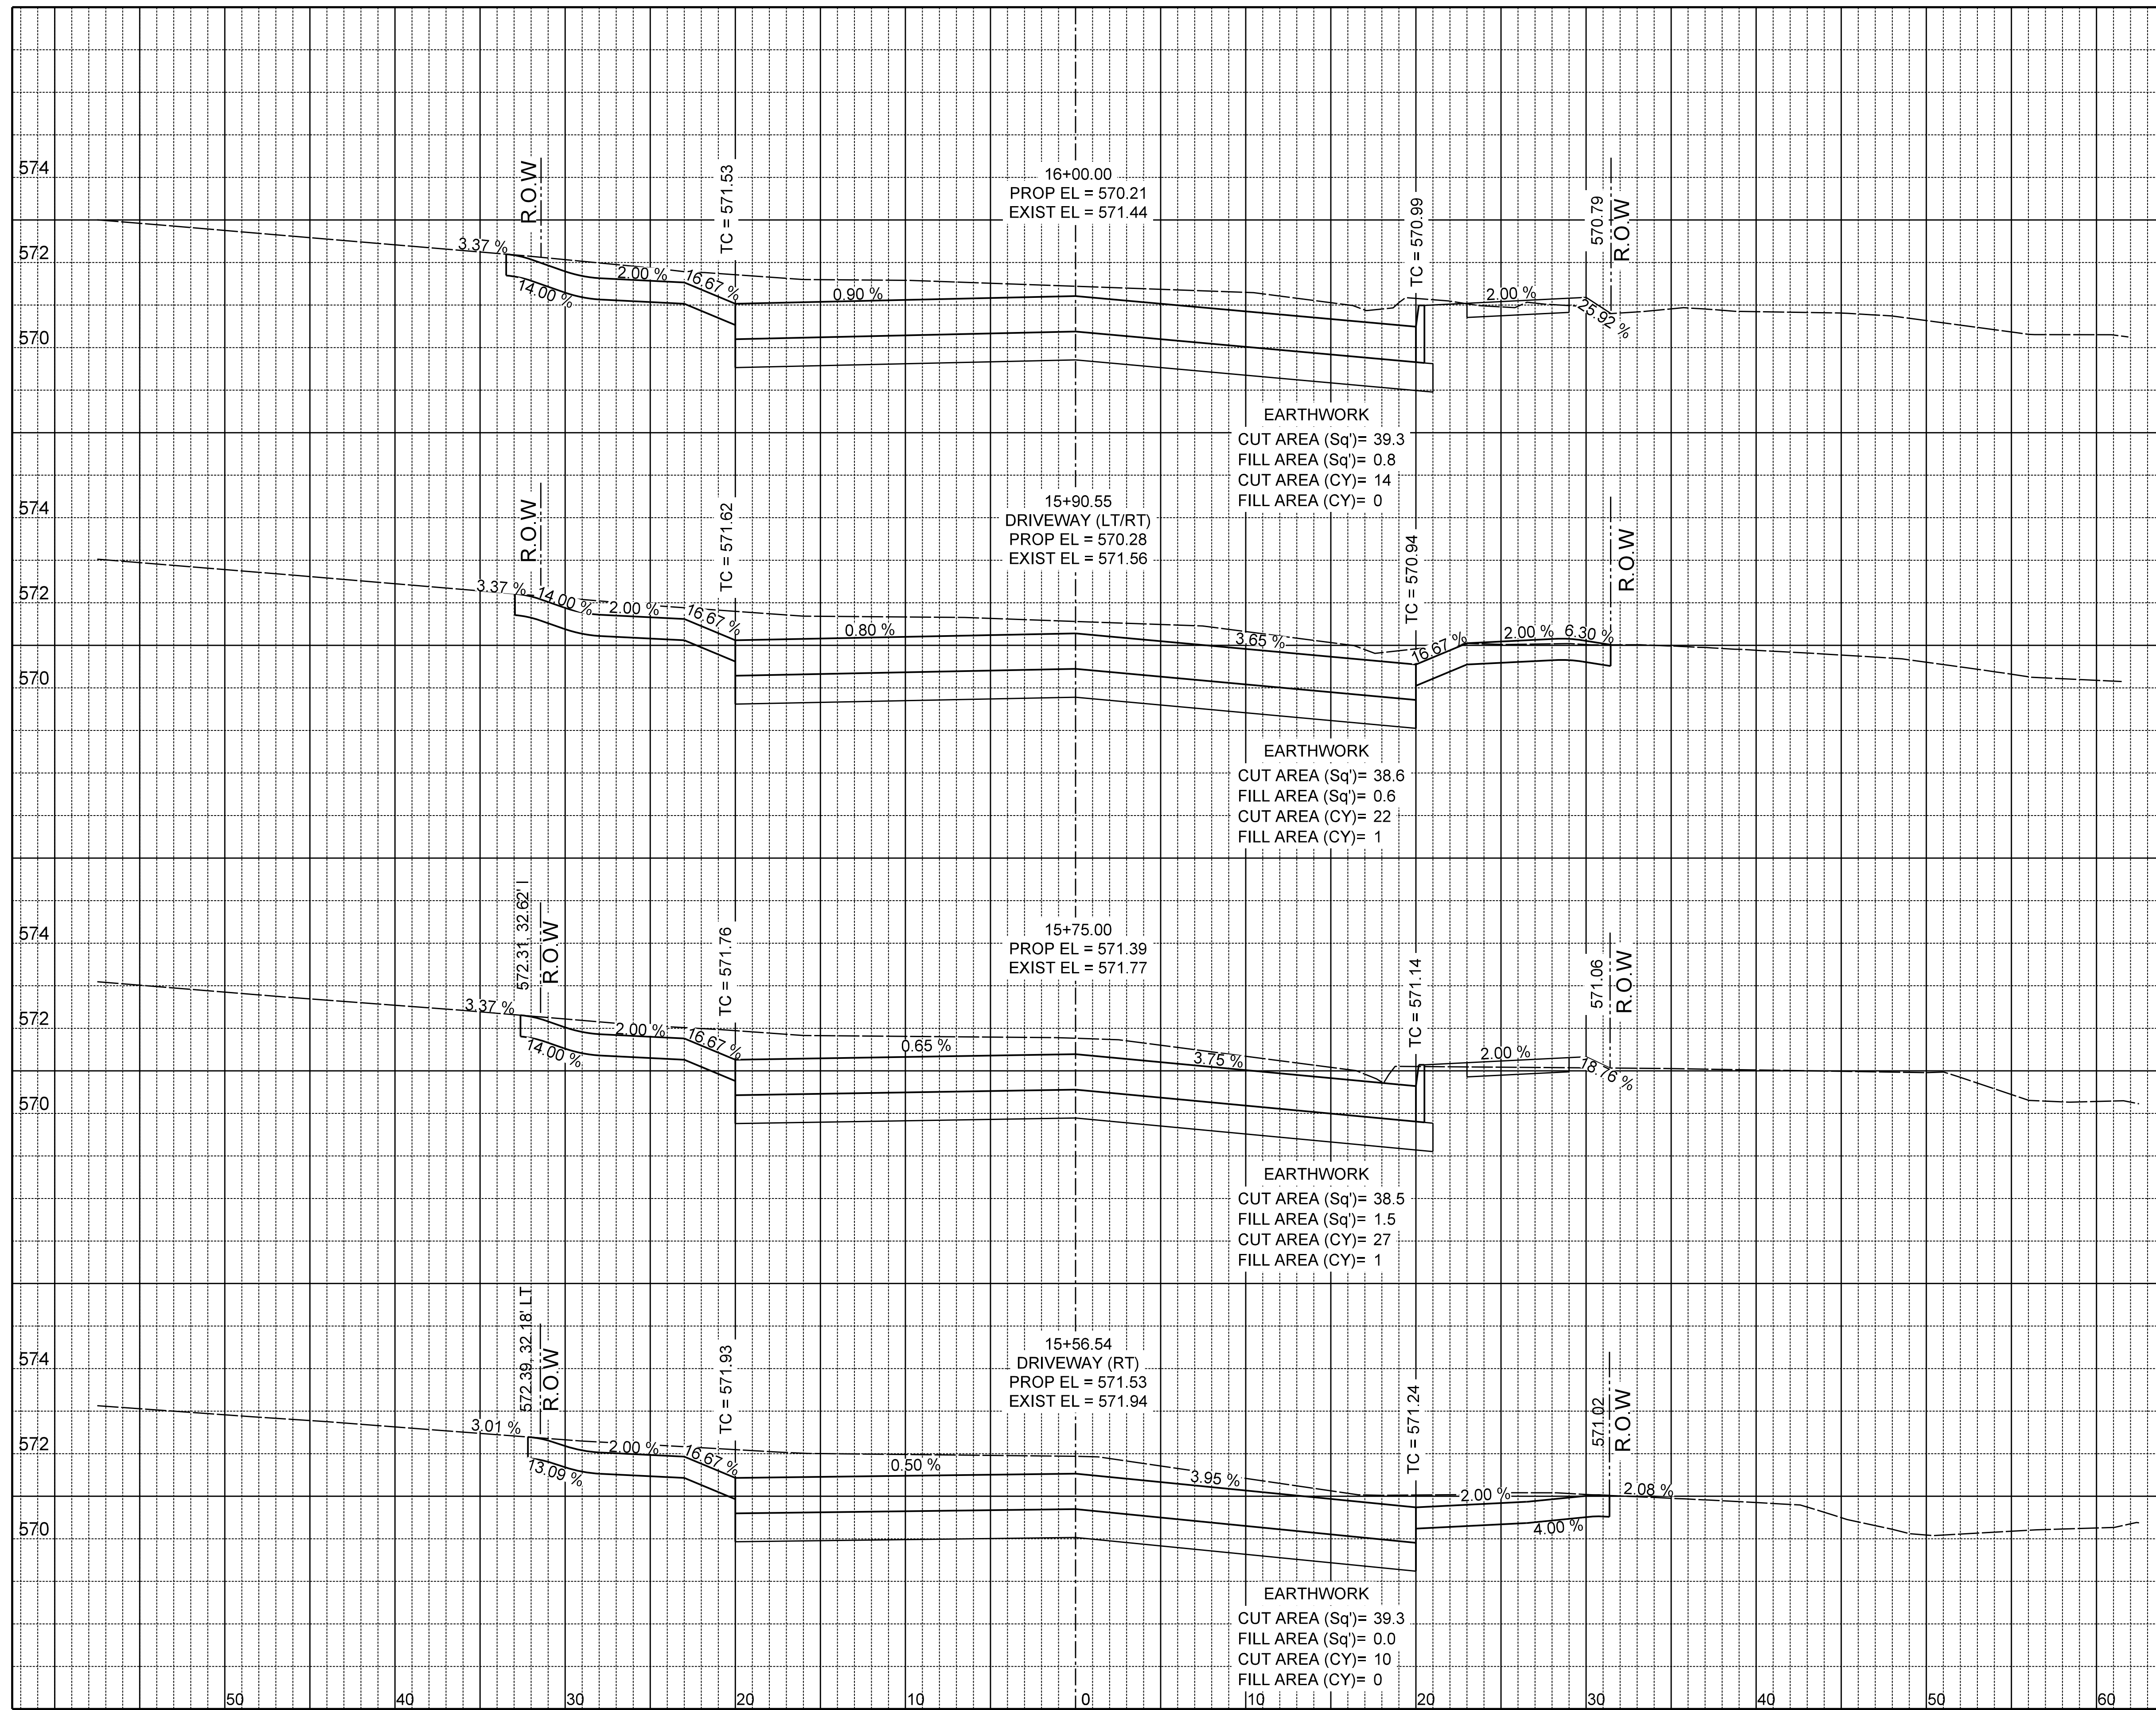 574
R.O.W
TC = 571.53
16+00.00
PROP EL = 570.21
EXIST EL = 571.44
TC = 570.99
570.79
R.O.W
572
3.37 %
14.00 %
2.00 %
16.67 %
0.90 %
2.00 %
25.92 %
570
EARTHWORK
CUT AREA (Sq')= 39.3
FILL AREA (Sq')= 0.8
CUT AREA (CY)= 14
FILL AREA (CY)= 0
574
R.O.W
TC = 571.62
15+90.55
DRIVEWAY (LT/RT)
PROP EL = 570.28
EXIST EL = 571.56
TC = 570.94
R.O.W
572
3.37 %
14.00 %
2.00 %
16.67 %
0.80 %
3.65 %
16.67 %
2.00 %
6.30 %
570
EARTHWORK
CUT AREA (Sq')= 38.6
FILL AREA (Sq')= 0.6
CUT AREA (CY)= 22
FILL AREA (CY)= 1
574
572.31, 32.62' l
R.O.W
TC = 571.76
15+75.00
PROP EL = 571.39
EXIST EL = 571.77
TC = 571.14
571.06
R.O.W
572
3.37 %
14.00 %
2.00 %
16.67 %
0.65 %
3.75 %
2.00 %
18.76 %
570
EARTHWORK
CUT AREA (Sq')= 38.5
FILL AREA (Sq')= 1.5
CUT AREA (CY)= 27
FILL AREA (CY)= 1
574
572.39, 32.18' LT
R.O.W
TC = 571.93
15+56.54
DRIVEWAY (RT)
PROP EL = 571.53
EXIST EL = 571.94
TC = 571.24
571.02
R.O.W
572
3.01 %
13.09 %
2.00 %
16.67 %
0.50 %
3.95 %
2.00 %
4.00 %
2.08 %
570
EARTHWORK
CUT AREA (Sq')= 39.3
FILL AREA (Sq')= 0.0
CUT AREA (CY)= 10
FILL AREA (CY)= 0
50 40 30 20 10 0 10 20 30 40 50 60